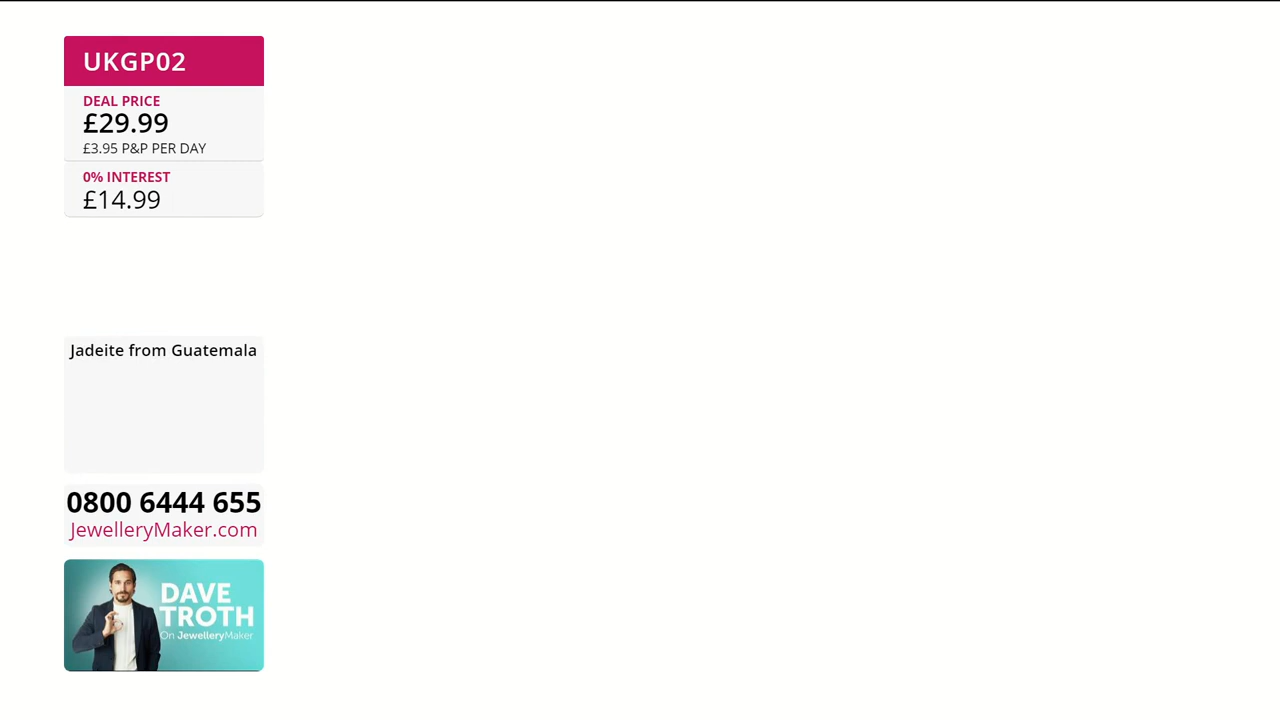 UKGP02
DEAL PRICE
£29.99
£3.95 P&P PER DAY
0% INTEREST
£14.99
Jadeite from Guatemala
0800 6444 655
JewelleryMaker.com
DAVE
TROTH
On JewelleryMaker